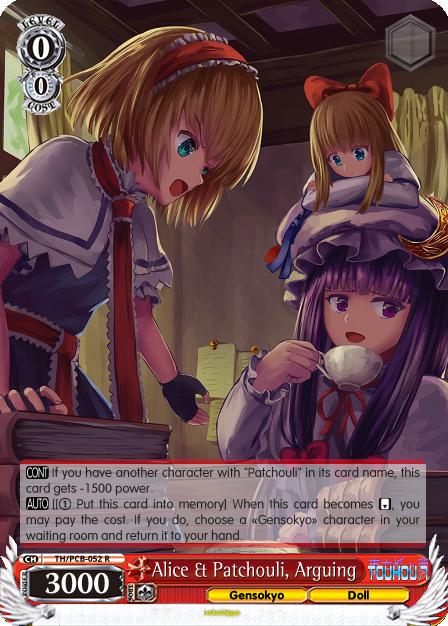 LEVEL
0
0
COST
CONT If you have another character with "Patchouli" in its card name, this
card gets -1500 power.
AUTO [(1) Put this card into memory] When this card becomes [.], you
may pay the cost. If you do, choose a «Gensokyo» character in your
waiting room and return it to your hand.
CH TH/PCB-052 R
POWER 3000 SOUL Alice & Patchouli, Arguing TOUHOU
Gensokyo Doll